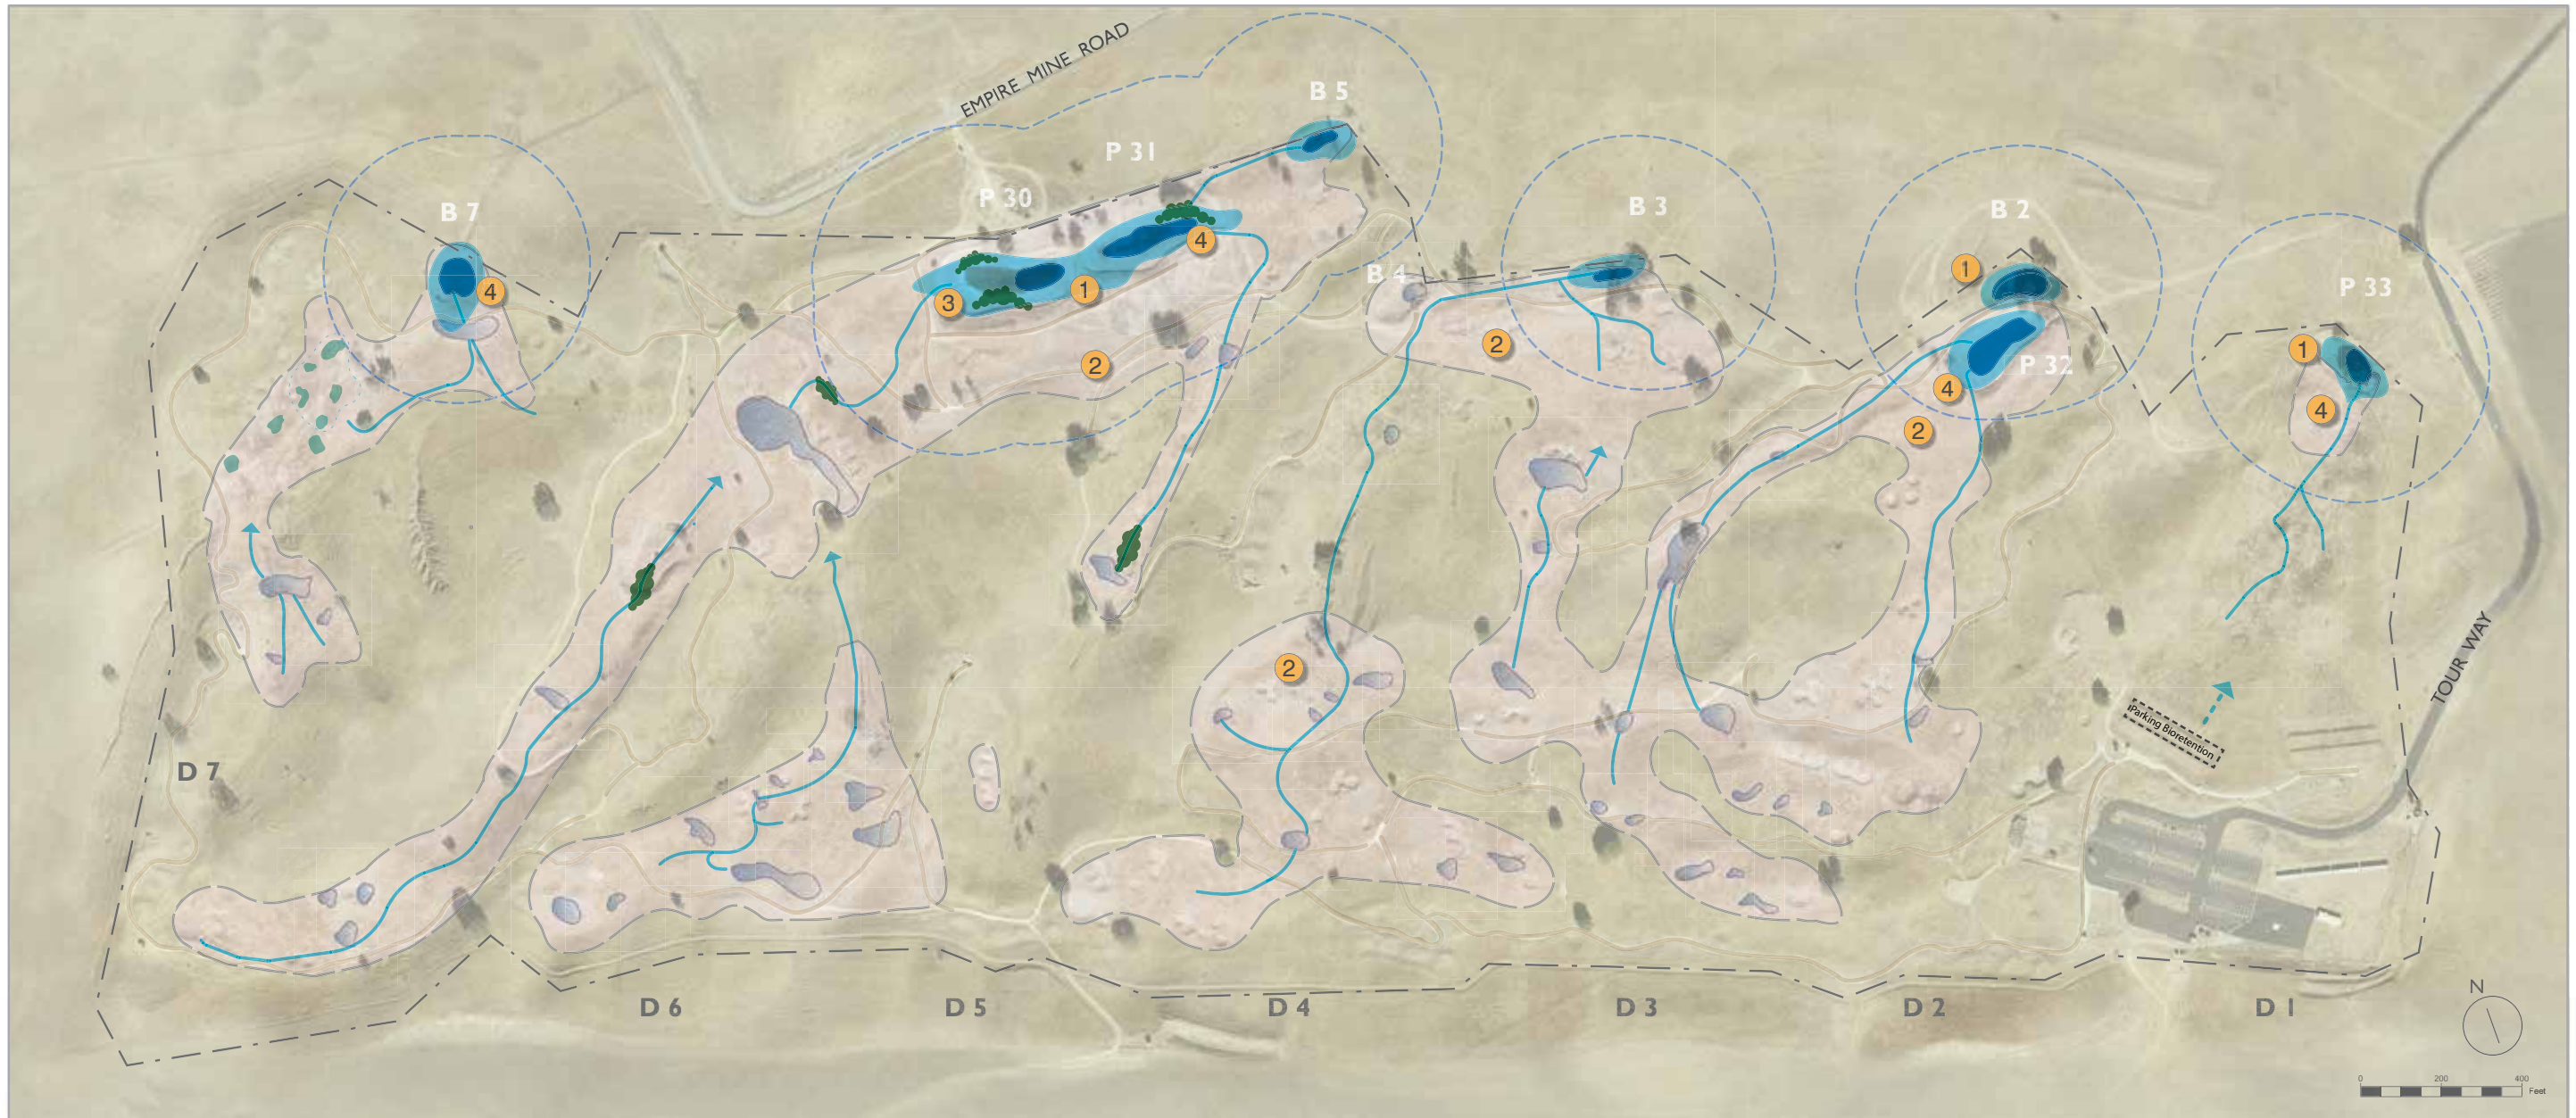 EMPIRE MINE ROAD
B 5
P 31
P 30
B 7
B 3
B 2
B 4
P 33
P 32
4
4
3
1
2
2
2
1
4
2
1
4
TOUR WAY
Parking Bioretention
D 7
D 6
D 5
D 4
D 3
D 2
D 1
N
0 200 400
Feet